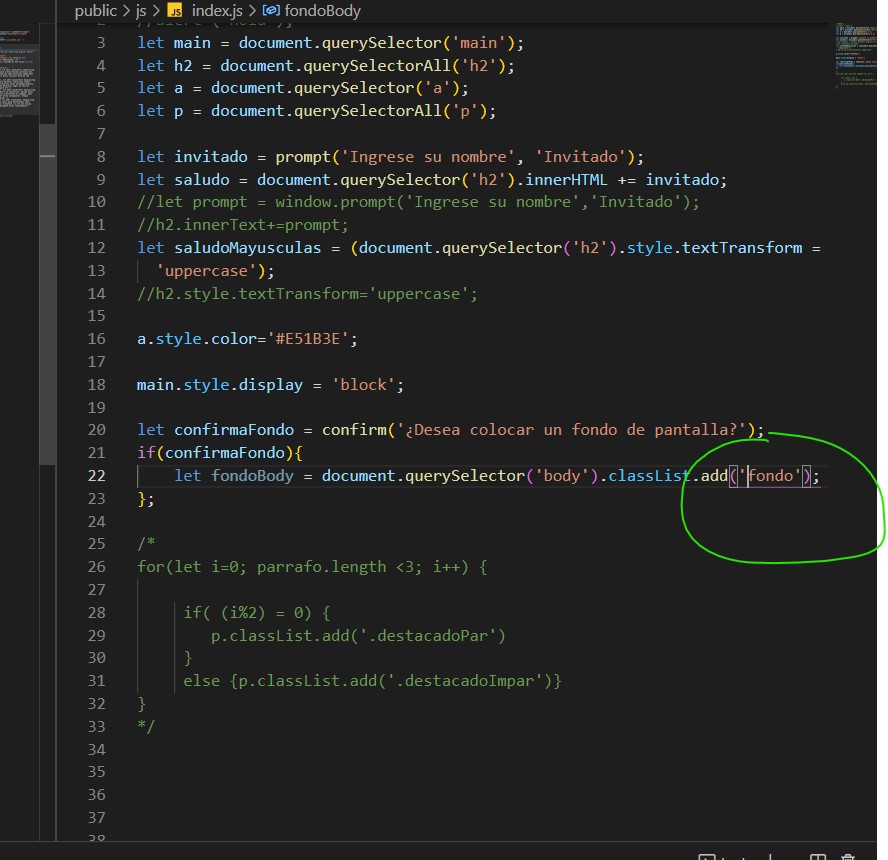 public > js > JS index.js > fondoBody
3 let main = document.querySelector('main');
4 let h2 = document.querySelectorAll('h2');
5 let a = document.querySelector('a');
6 let p = document.querySelectorAll('p');
7
8 let invitado = prompt('Ingrese su nombre', 'Invitado');
9 let saludo = document.querySelector('h2').innerHTML += invitado;
10 //let prompt = window.prompt('Ingrese su nombre','Invitado');
11 //h2.innerText+=prompt;
12 let saludoMayusculas = (document.querySelector('h2').style.textTransform =
13 'uppercase');
14 //h2.style.textTransform='uppercase';
15
16 a.style.color='#E51B3E';
17
18 main.style.display = 'block';
19
20 let confirmaFondo = confirm('¿Desea colocar un fondo de pantalla?');
21 if(confirmaFondo){
22 let fondoBody = document.querySelector('body').classList.add('fondo');
23 };
24
25 /*
26 for(let i=0; parrafo.length <3; i++) {
27
28 if( (i%2) = 0) {
29 p.classList.add('.destacadoPar')
30 }
31 else {p.classList.add('.destacadoImpar')}
32 }
33 */
34
35
36
37
38